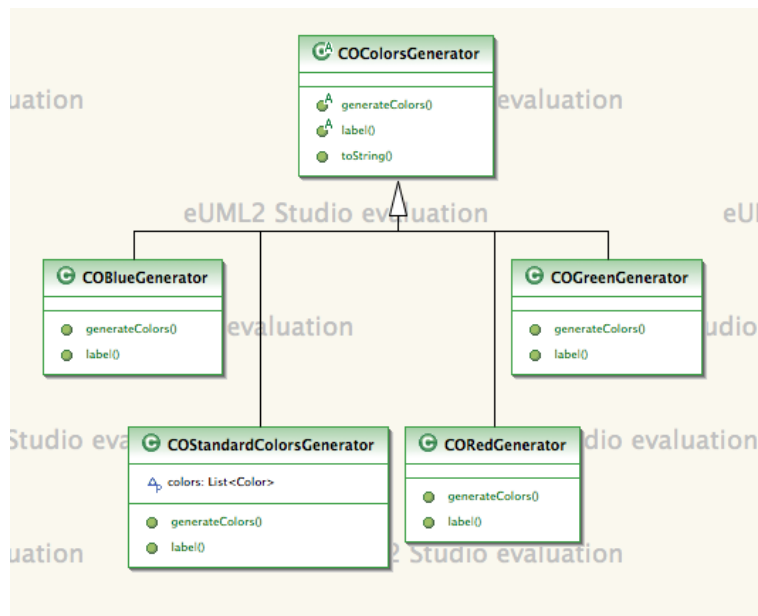 COColorsGenerator
uation
evaluation
generateColors()
label()
toString()
eUML2 Studio evaluation
eUI
COBlueGenerator
COGreenGenerator
generateColors()
evaluation
label()
generateColors()
udio
label()
Studio eva
COStandardColorsGenerator
CORedGenerator
dio evaluation
colors: List<Color>
generateColors()
label()
generateColors()
label()
uation
2 Studio evaluation